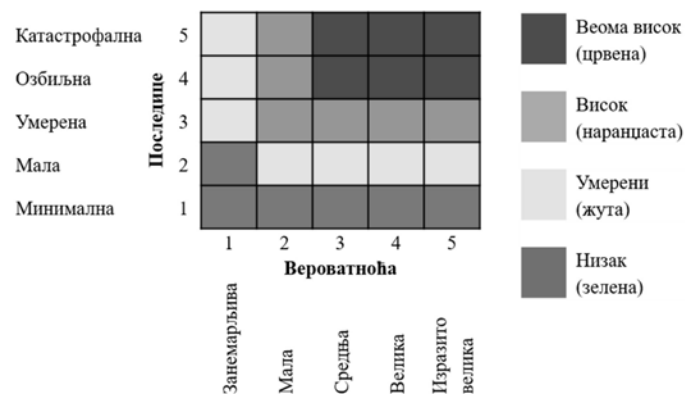 Катастрофална 5
Озбиљна 4
Умерена 3
Мала 2
Минимална 1
Последице
1 2 3 4 5
Вероватноћа
Занемарљива
Мала
Средња
Велика
Изразито
велика
Веома висок
(црвена)
Висок
(наранџаста)
Умерени
(жута)
Низак
(зелена)